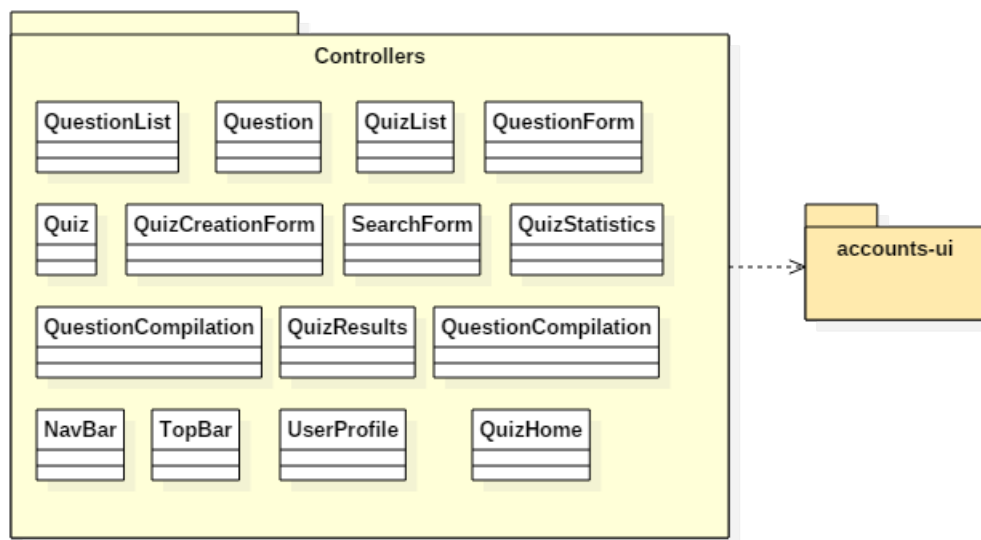 Controllers
QuestionList Question QuizList QuestionForm
Quiz QuizCreationForm SearchForm QuizStatistics
accounts-ui
QuestionCompilation QuizResults QuestionCompilation
NavBar TopBar UserProfile QuizHome